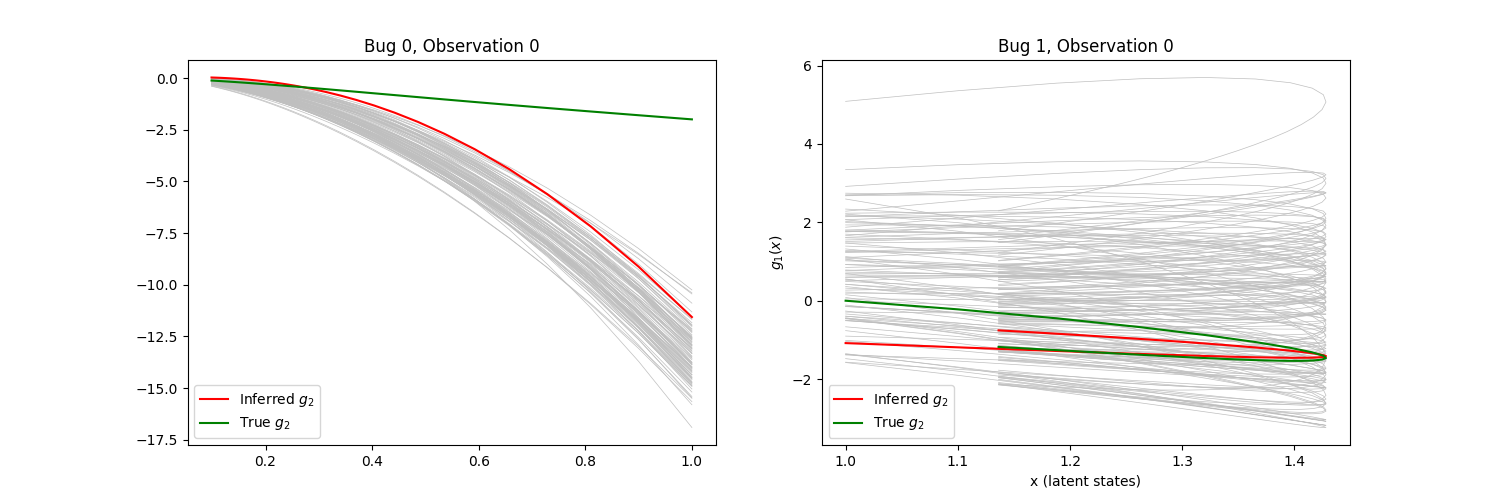 Bug 0, Observation 0
0.0
−2.5
−5.0
−7.5
−10.0
−12.5
−15.0
−17.5
0.2
0.4
0.6
0.8
1.0
Inferred g₂
True g₂
Bug 1, Observation 0
g₁(x)
6
4
2
0
−2
1.0
1.1
1.2
1.3
1.4
x (latent states)
Inferred g₂
True g₂